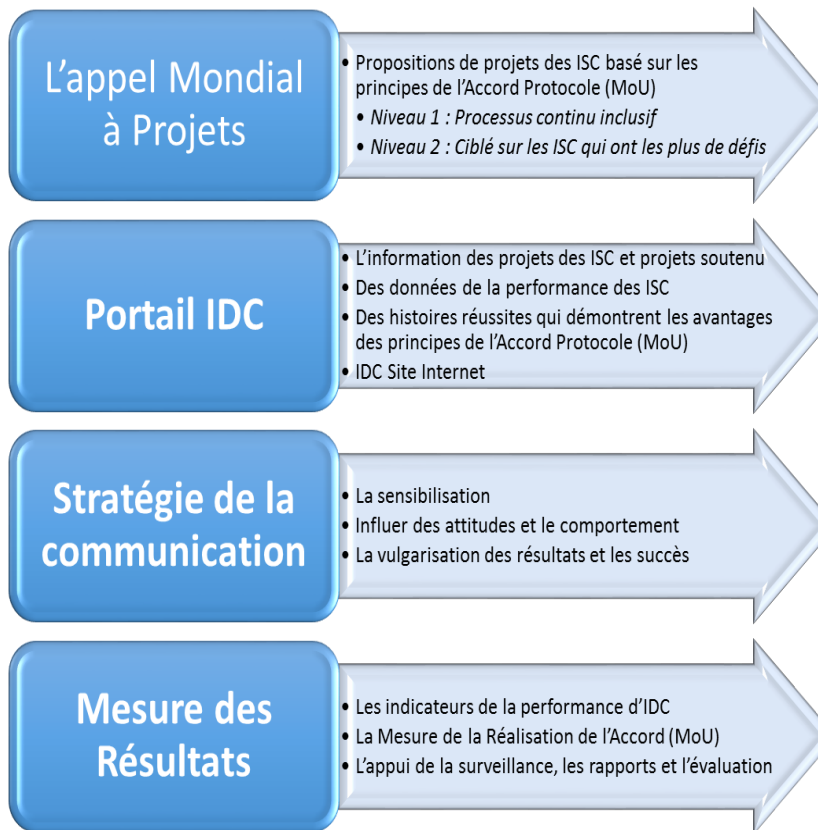 L'appel Mondial
à Projets
• Propositions de projets des ISC basé sur les
principes de l'Accord Protocole (MoU)
• Niveau 1 : Processus continu inclusif
• Niveau 2 : Ciblé sur les ISC qui ont les plus de défis
Portail IDC
• L'information des projets des ISC et projets soutenu
• Des données de la performance des ISC
• Des histoires réussites qui démontrent les avantages
des principes de l'Accord Protocole (MoU)
• IDC Site Internet
Stratégie de la
communication
• La sensibilisation
• Influer des attitudes et le comportement
• La vulgarisation des résultats et les succès
Mesure des
Résultats
• Les indicateurs de la performance d'IDC
• La Mesure de la Réalisation de l'Accord (MoU)
• L'appui de la surveillance, les rapports et l'évaluation